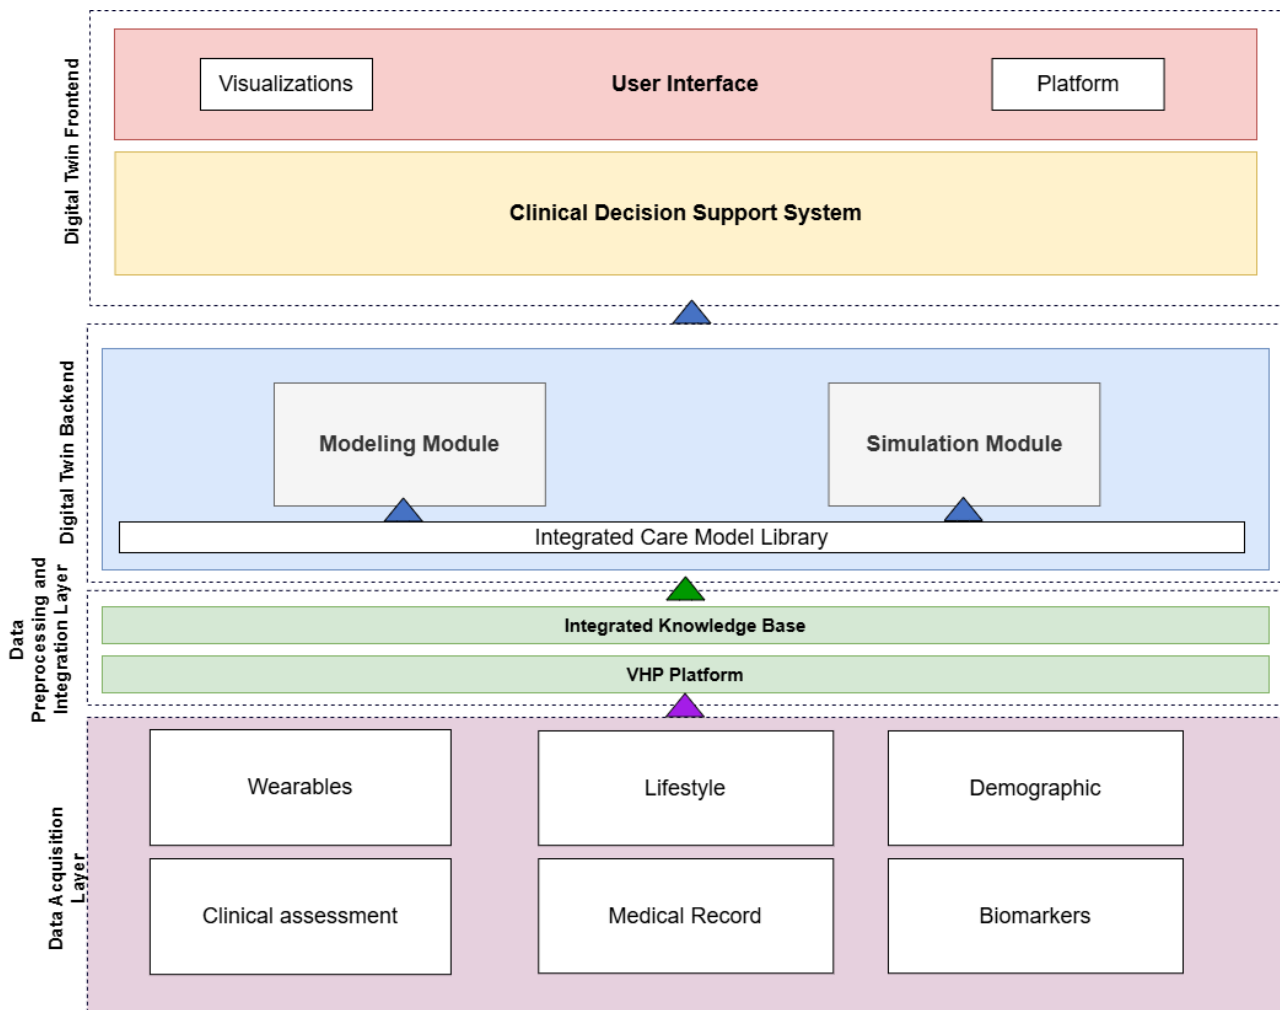 Digital Twin Frontend
Visualizations
User Interface
Platform
Clinical Decision Support System
Digital Twin Backend
Modeling Module
Simulation Module
Integrated Care Model Library
Data
Preprocessing and
Integration Layer
Integrated Knowledge Base
VHP Platform
Data Acquisition
Layer
Wearables
Lifestyle
Demographic
Clinical assessment
Medical Record
Biomarkers